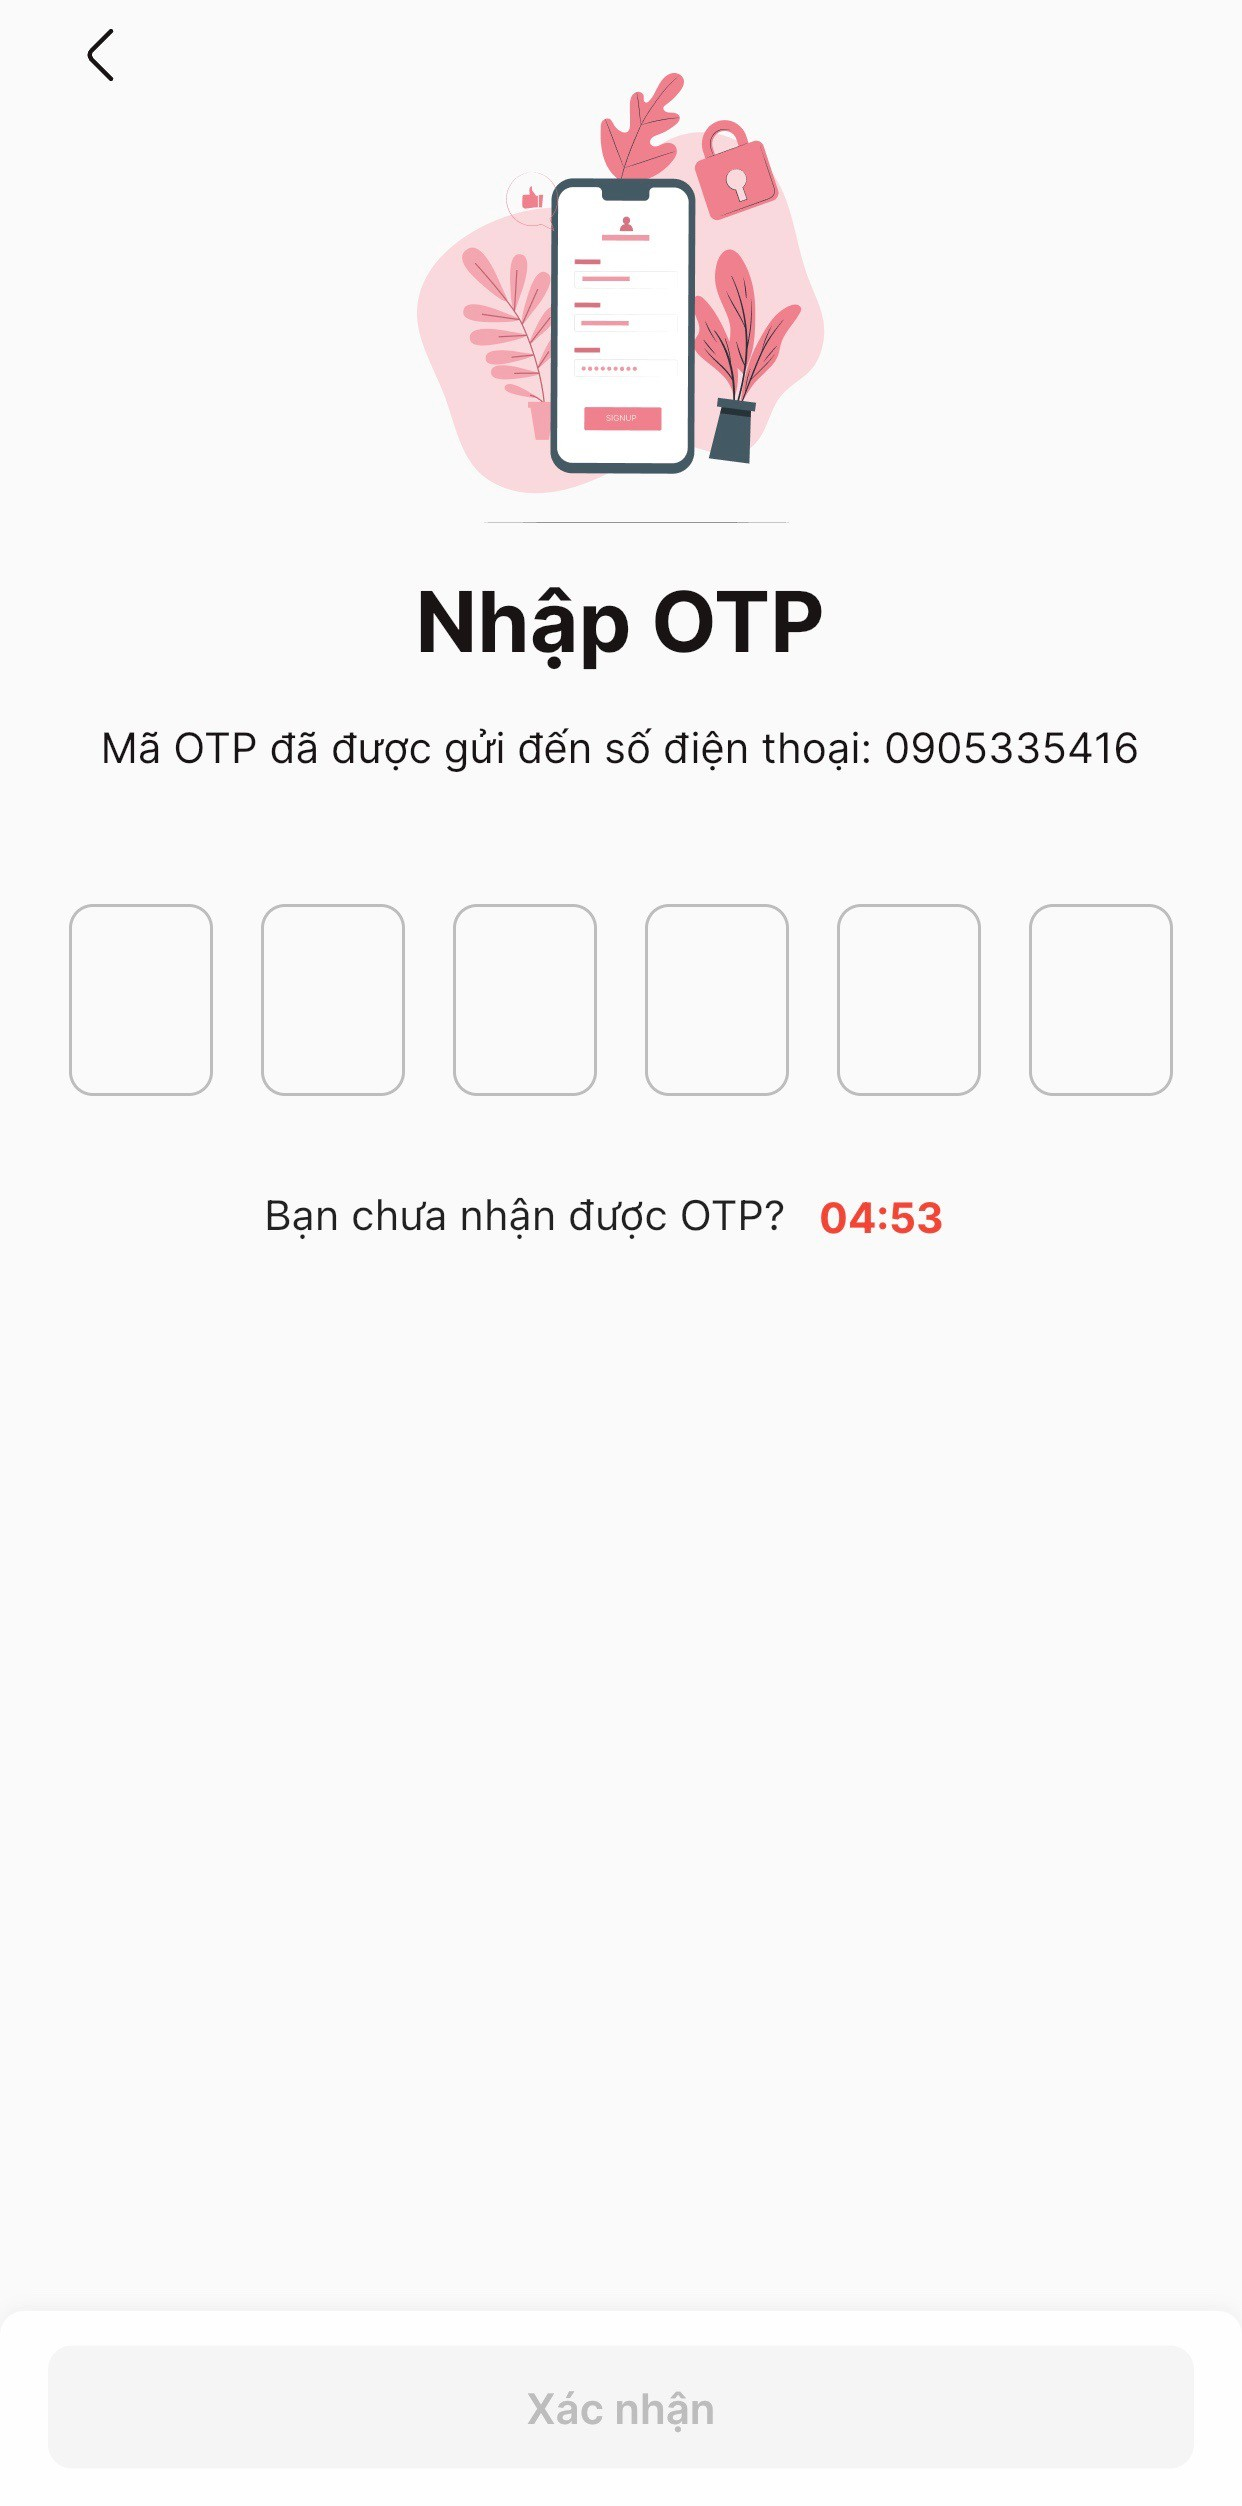 SIGNUP
Nhập OTP
Mã OTP đã được gửi đến số điện thoại: 0905335416
Bạn chưa nhận được OTP? 04:53
Xác nhận